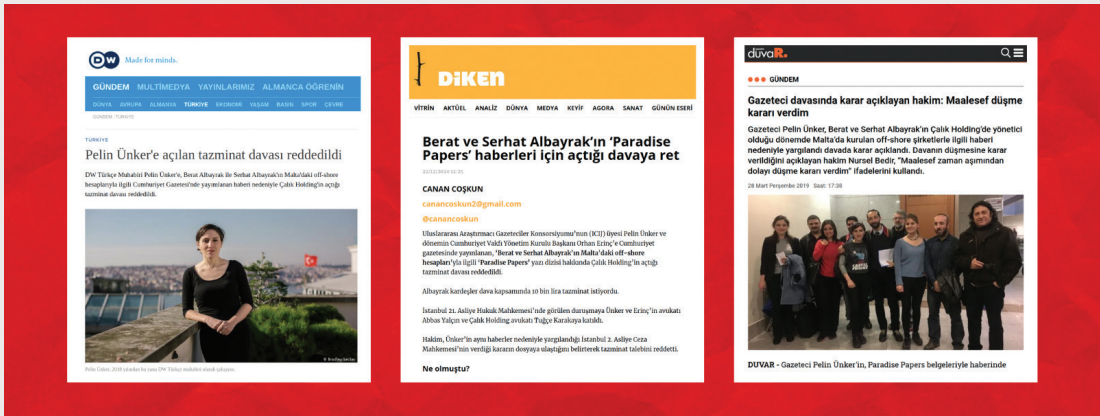 DW Made for minds.
GÜNDEM MULTİMEDYA YAYINLARIMIZ ALMANCA ÖĞRENİN
DÜNYA AVRUPA ALMANYA TÜRKİYE EKONOMİ YAŞAM BASIN SPOR ÇEVRE
GÜNDEM / TÜRKİYE
TÜRKİYE
Pelin Ünker'e açılan tazminat davası reddedildi
DW Türkçe Muhabiri Pelin Ünker'e, Berat Albayrak ile Serhat Albayrak'ın Malta'daki off-shore
hesaplarıyla ilgili Cumhuriyet Gazetesi'nde yayımlanan haberi nedeniyle Çalık Holding'in açtığı
tazminat davası reddedildi.
Pelin Ünker, 2018 yılından bu yana DW Türkçe muhabiri olarak çalışıyor.
DiKEN
VİTRİN AKTÜEL ANALİZ DÜNYA MEDYA KEYİF AGORA SANAT GÜNÜN ESERİ
Berat ve Serhat Albayrak'ın 'Paradise
Papers' haberleri için açtığı davaya ret
CANAN COŞKUN
canancoskun2@gmail.com
@canancoskun
Uluslararası Araştırmacı Gazeteciler Konsorsiyumu'nun (ICIJ) üyesi Pelin Ünker ve
dönemin Cumhuriyet Vakfı Yönetim Kurulu Başkanı Orhan Erinç'e Cumhuriyet
gazetesinde yayınlanan, 'Berat ve Serhat Albayrak'ın Malta'daki off-shore
hesapları'yla ilgili 'Paradise Papers' yazı dizisi hakkında Çalık Holding'in açtığı
tazminat davası reddedildi.
Albayrak kardeşler dava kapsamında 10 bin lira tazminat istiyordu.
İstanbul 21. Asliye Hukuk Mahkemesi'nde görülen duruşmaya Ünker ve Erinç'in avukatı
Abbas Yalçın ve Çalık Holding avukatı Tuğçe Karakaya katıldı.
Hakim, Ünker'in aynı haberler nedeniyle yargılandığı İstanbul 2. Asliye Ceza
Mahkemesi'nin verdiği kararın dosyaya ulaştığını belirterek tazminat talebini reddetti.
Ne olmuştu?
duvaR.
GÜNDEM
Gazeteci davasında karar açıklayan hakim: Maalesef düşme
kararı verdim
Gazeteci Pelin Ünker, Berat ve Serhat Albayrak'ın Çalık Holding'de yönetici
olduğu dönemde Malta'da kurulan off-shore şirketlerle ilgili haberi
nedeniyle yargılandı davada karar açıklandı. Davanın düşmesine karar
verildiğini açıklayan hakim Nursel Bedir, "Maalesef zaman aşımından
dolayı düşme kararı verdim" ifadelerini kullandı.
28 Mart Perşembe 2019 Saat: 17:38
DUVAR - Gazeteci Pelin Ünker'in, Paradise Papers belgeleriyle haberinde